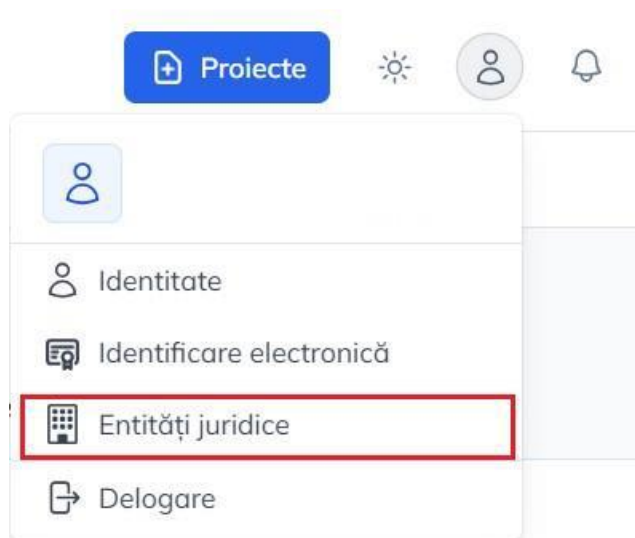 Proiecte
Identitate
Identificare electronică
Entități juridice
Delogare